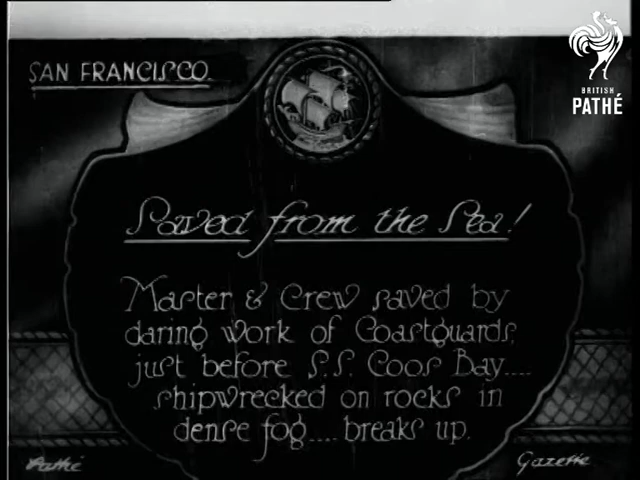 SAN FRANCISCO.
BRITISH
PATHÉ
Saved from the Sea!
Master & Crew saved by
daring work of Coastguards,
just before S.S. Coos Bay....
shipwrecked on rocks in
dense fog.... breaks up.
Pathé Gazette